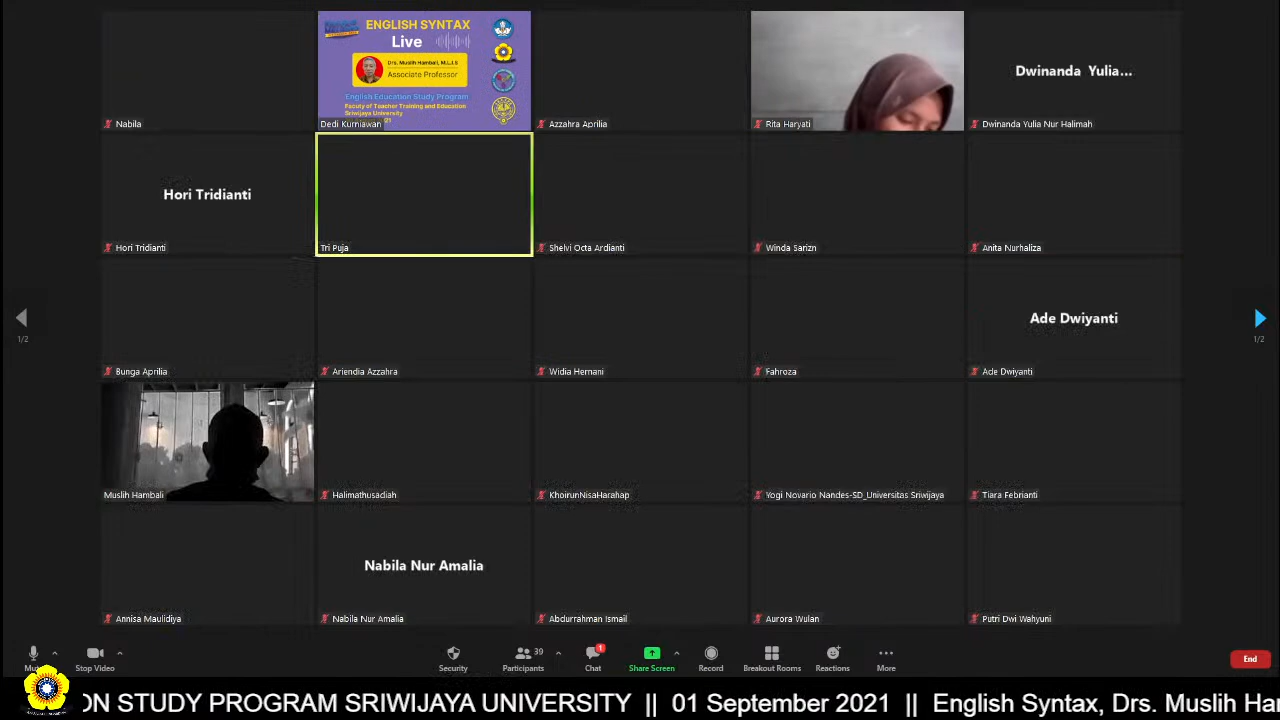 ENGLISH SYNTAX
Live
Drs. Muslih Hambali, M.L.I.S
Associate Professor
English Education Study Program
Faculty of Teacher Training and Education
Sriwijaya University
21
Nabila
Dedi Kurniawan
Azzahra Aprilia
Rita Haryati
Dwinanda Yulia...
Dwinanda Yulia Nur Halimah
Hori Tridianti
Hori Tridianti
Tri Puja
Shelvi Octa Ardianti
Winda Sarizn
Anita Nurhaliza
1/2
1/2
Bunga Aprilia
Ariendia Azzahra
Widia Hernani
Fahroza
Ade Dwiyanti
Ade Dwiyanti
Muslih Hambali
Halimathusadiah
KhoirunNisaHarahap
Yogi Novario Nandes-SD_Universitas Sriwijaya
Tiara Febrianti
Annisa Maulidiya
Nabila Nur Amalia
Nabila Nur Amalia
Abdurrahman Ismail
Aurora Wulan
Putri Dwi Wahyuni
Stop Video
Security
Participants
39
Chat
1
Share Screen
Record
Breakout Rooms
Reactions
More
End
ON STUDY PROGRAM SRIWIJAYA UNIVERSITY || 01 September 2021 || English Syntax, Drs. Muslih Ha